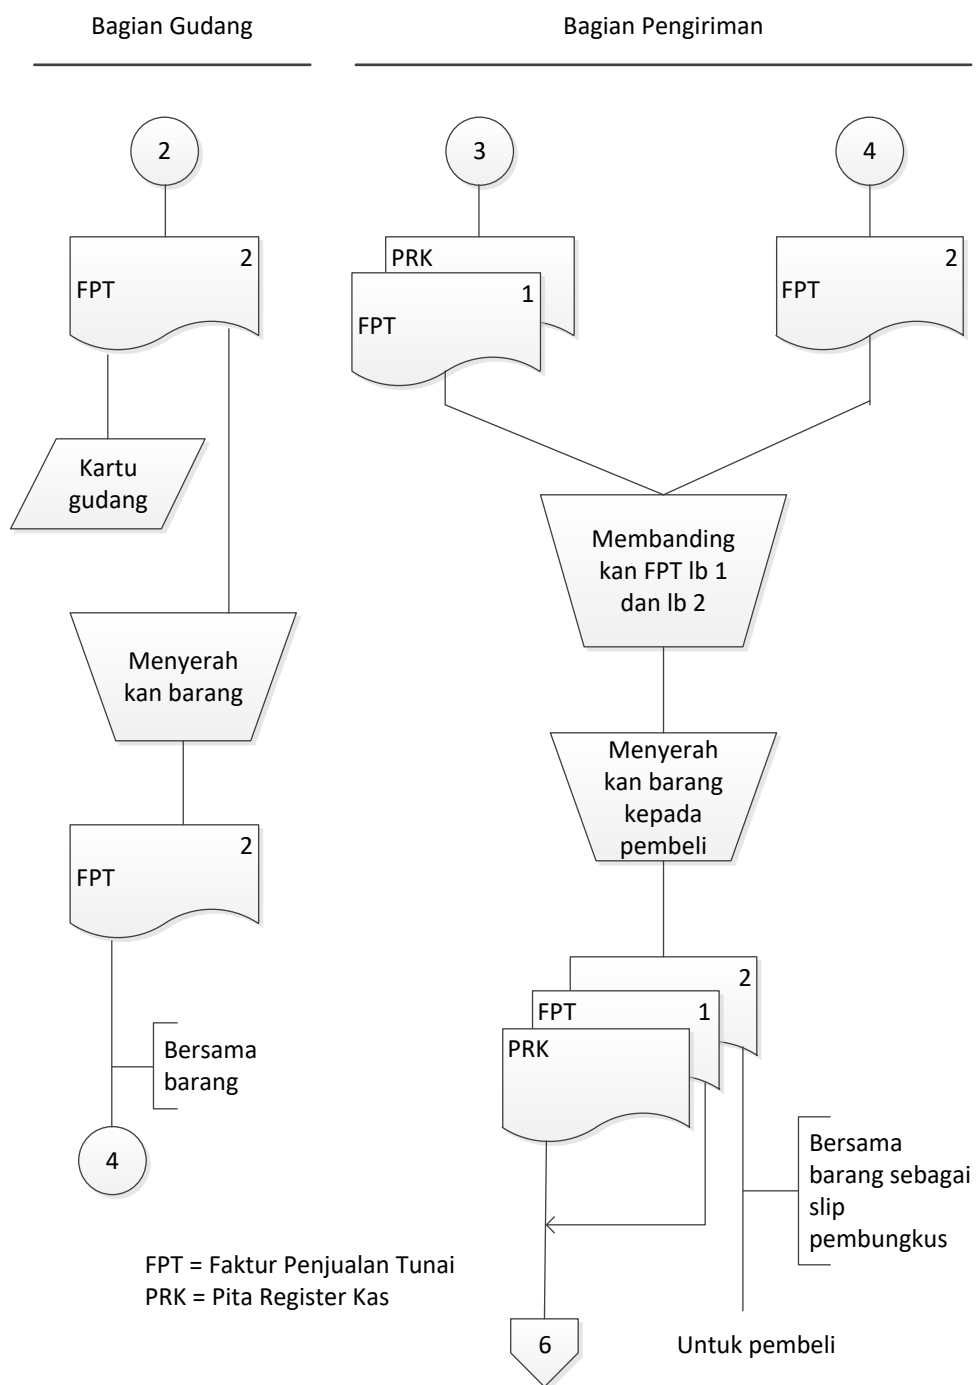 Bagian Gudang
2
2
FPT
Kartu
gudang
Menyerah
kan barang
2
FPT
Bersama
barang
4
Bagian Pengiriman
3
4
PRK
1
FPT
2
FPT
Membanding
kan FPT lb 1
dan lb 2
Menyerah
kan barang
kepada
pembeli
2
FPT 1
PRK
Bersama
barang sebagai
slip
pembungkus
6
Untuk pembeli
FPT = Faktur Penjualan Tunai
PRK = Pita Register Kas